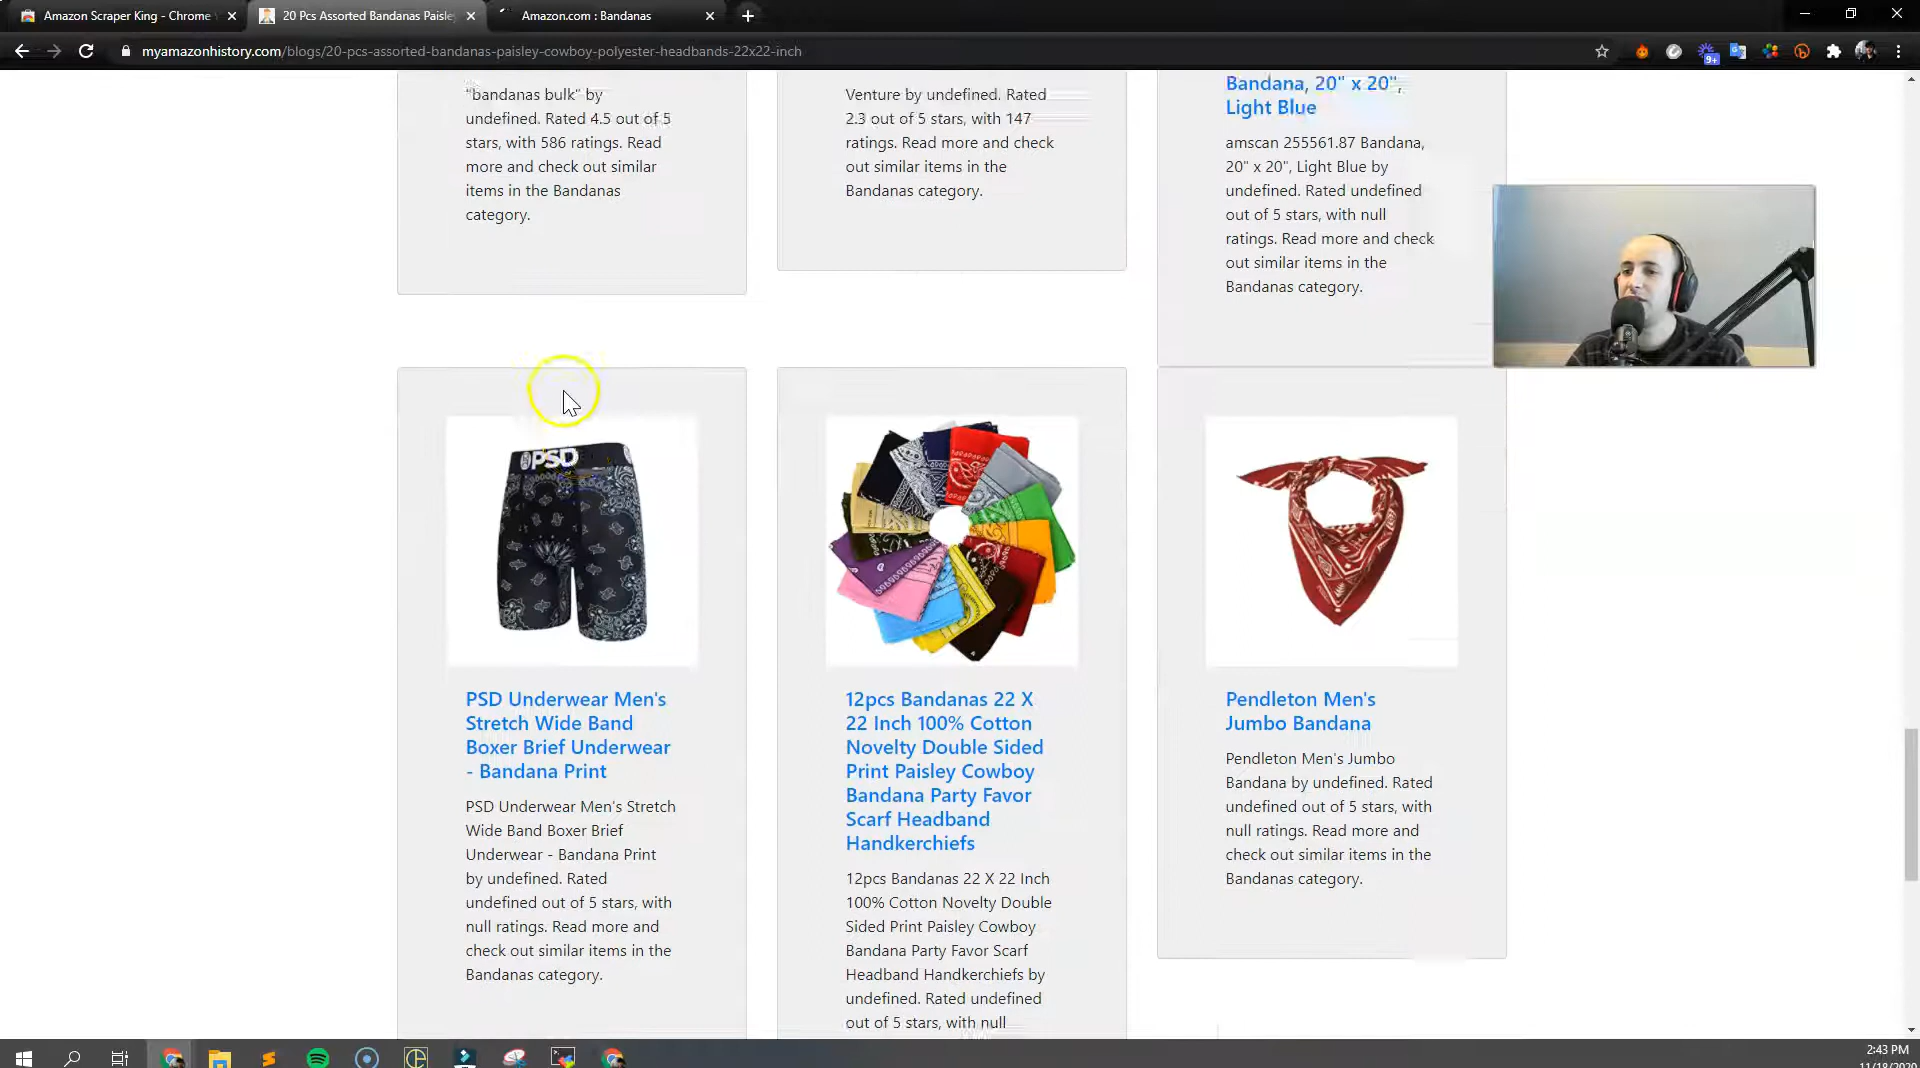 Amazon Scraper King - Chrome
20 Pcs Assorted Bandanas Paisle
Amazon.com : Bandanas
myamazonhistory.com/blogs/20-pcs-assorted-bandanas-paisley-cowboy-polyester-headbands-22x22-inch
9+
"bandanas bulk" by
undefined. Rated 4.5 out of 5
stars, with 586 ratings. Read
more and check out similar
items in the Bandanas
category.
Venture by undefined. Rated
2.3 out of 5 stars, with 147
ratings. Read more and check
out similar items in the
Bandanas category.
Bandana, 20" x 20",
Light Blue
amscan 255561.87 Bandana,
20" x 20", Light Blue by
undefined. Rated undefined
out of 5 stars, with null
ratings. Read more and check
out similar items in the
Bandanas category.
PSD
PSD Underwear Men's
Stretch Wide Band
Boxer Brief Underwear
- Bandana Print
PSD Underwear Men's Stretch
Wide Band Boxer Brief
Underwear - Bandana Print
by undefined. Rated
undefined out of 5 stars, with
null ratings. Read more and
check out similar items in the
Bandanas category.
12pcs Bandanas 22 X
22 Inch 100% Cotton
Novelty Double Sided
Print Paisley Cowboy
Bandana Party Favor
Scarf Headband
Handkerchiefs
12pcs Bandanas 22 X 22 Inch
100% Cotton Novelty Double
Sided Print Paisley Cowboy
Bandana Party Favor Scarf
Headband Handkerchiefs by
undefined. Rated undefined
out of 5 stars, with null
Pendleton Men's
Jumbo Bandana
Pendleton Men's Jumbo
Bandana by undefined. Rated
undefined out of 5 stars, with
null ratings. Read more and
check out similar items in the
Bandanas category.
2:43 PM
11/18/2020